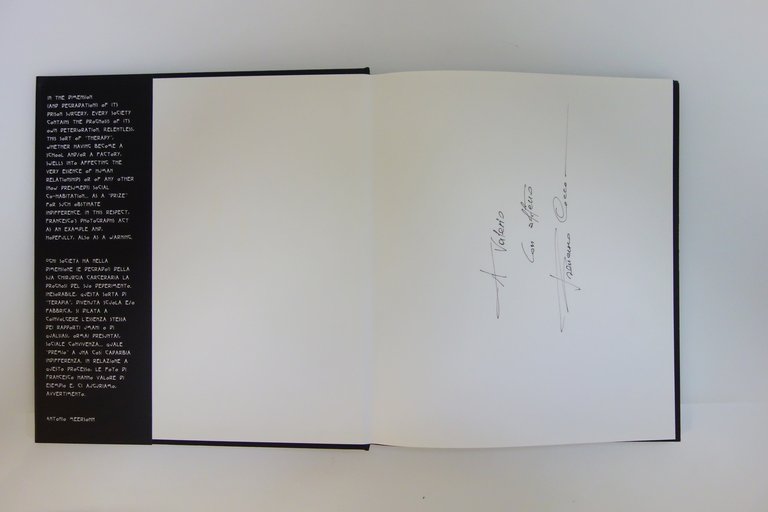 IN THE DIMENSION
(AND DEGRADATION) OF ITS
PRISON SURGERY, EVERY SOCIETY
CONTAINS THE PROGNOSIS OF ITS
OWN DETERIORATION. RELENTLESS,
THIS SORT OF "THERAPY",
WHETHER HAVING BECOME A
SCHOOL AND/OR A FACTORY,
SWELLS INTO AFFECTING THE
VERY ESSENCE OF HUMAN
RELATIONSHIPS OR OF ANY OTHER
(NOW PRESUMED) SOCIAL
CO-HABITATION... AS A "PRIZE"
FOR SUCH OBSTINATE
INDIFFERENCE. IN THIS RESPECT,
FRANCESCO'S PHOTOGRAPHS ACT
AS AN EXAMPLE AND,
HOPEFULLY, ALSO AS A WARNING.
OGNI SOCIETÀ HA NELLA
DIMENSIONE (E DEGRADO) DELLA
SUA CHIRURGIA CARCERARIA LA
PROGNOSI DEL SUO DEPERIMENTO.
INESORABILE, QUESTA SORTA DI
"TERAPIA", DIVENUTA SCUOLA E/O
FABBRICA, SI DILATA A
COINVOLGERE L'ESSENZA STESSA
DEI RAPPORTI UMANI O DI
QUALSIASI, ORMAI PRESUNTA,
SOCIALE CONVIVENZA... QUALE
"PREMIO" A UNA COSÌ CAPARBIA
INDIFFERENZA. IN RELAZIONE A
QUESTO PROCESSO, LE FOTO DI
FRANCESCO HANNO VALORE DI
ESEMPIO E, CI AUGURIAMO,
AVVERTIMENTO.
ANTONIO
A Valerio
Con affetto
Cocco